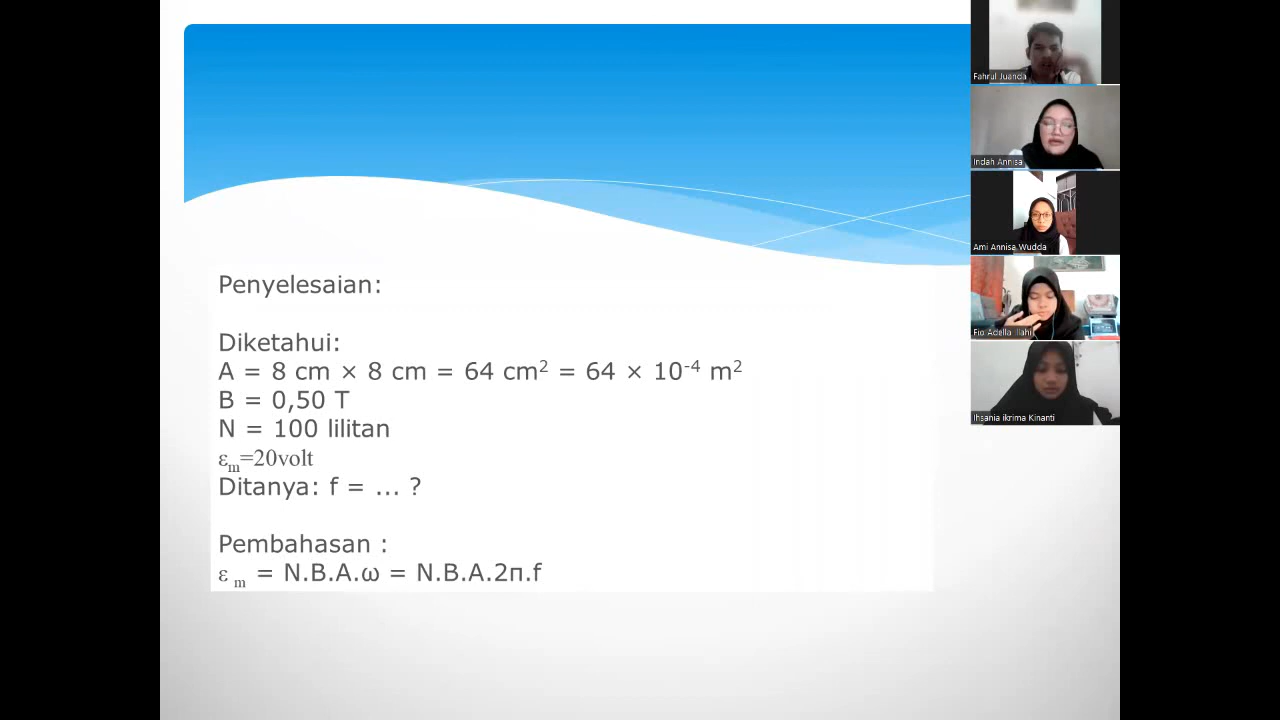 Penyelesaian:
Diketahui:
A = 8 cm × 8 cm = 64 cm² = 64 × 10⁻⁴ m²
B = 0,50 T
N = 100 lilitan
εₘ=20volt
Ditanya: f = ... ?
Pembahasan :
ε ₘ = N.B.A.ω = N.B.A.2π.f
Fahrul Juanda
Indah Annisa
Ami Annisa Wudda
Fio Adella Illahi
Ihsania ikrima Kinanti